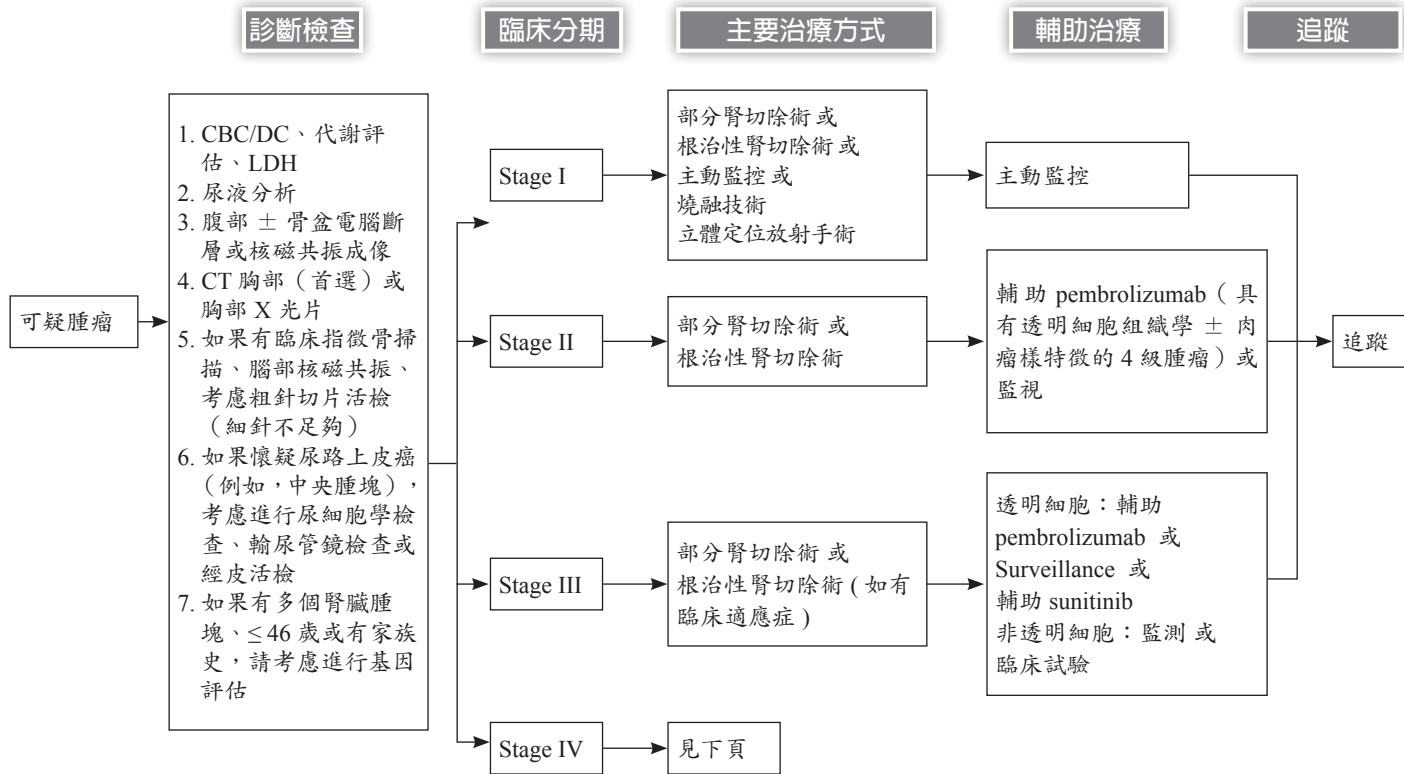 診斷檢查
臨床分期
主要治療方式
輔助治療
追蹤
可疑腫瘤
1. CBC/DC、代謝評
估、LDH
2. 尿液分析
3. 腹部 ± 骨盆電腦斷
層或核磁共振成像
4. CT 胸部（首選）或
胸部 X 光片
5. 如果有臨床指徵骨掃
描、腦部核磁共振、
考慮粗針切片活檢
（細針不足夠）
6. 如果懷疑尿路上皮癌
（例如，中央腫塊），
考慮進行尿細胞學檢
查、輸尿管鏡檢查或
經皮活檢
7. 如果有多個腎臟腫
塊、≤ 46 歲或有家族
史，請考慮進行基因
評估
Stage I
部分腎切除術 或
根治性腎切除術 或
主動監控 或
燒融技術
立體定位放射手術
主動監控
Stage II
部分腎切除術 或
根治性腎切除術
輔助 pembrolizumab（具
有透明細胞組織學 ± 肉
瘤樣特徵的 4 級腫瘤）或
監視
追蹤
Stage III
部分腎切除術 或
根治性腎切除術 ( 如有
臨床適應症 )
透明細胞：輔助
pembrolizumab 或
Surveillance 或
輔助 sunitinib
非透明細胞：監測 或
臨床試驗
Stage IV
見下頁